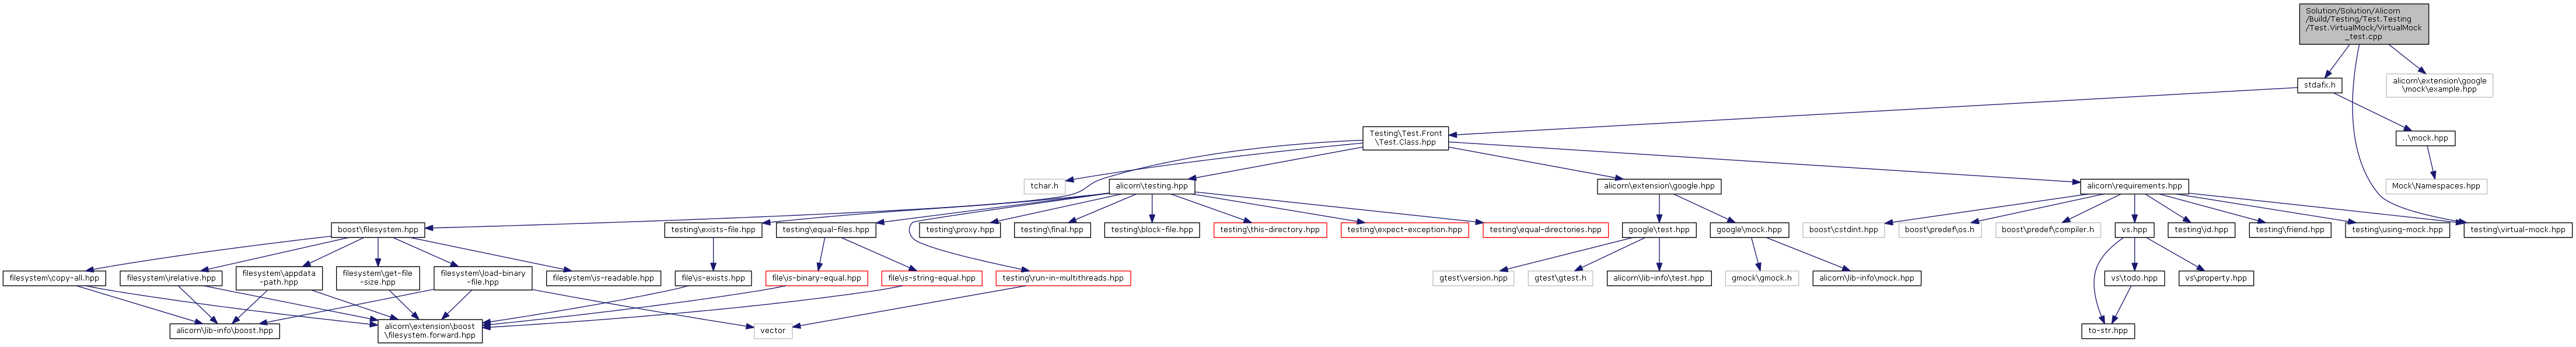 Solution/Solution/Alicorn
/Build/Testing/Test.Testing
/Test.VirtualMock/VirtualMock
_test.cpp
stdafx.h
alicorn\extension\google
\mock\example.hpp
Testing\Test.Front
\Test.Class.hpp
..\mock.hpp
tchar.h
alicorn\testing.hpp
alicorn\extension\google.hpp
alicorn\requirements.hpp
Mock\Namespaces.hpp
boost\filesystem.hpp
testing\exists-file.hpp
testing\equal-files.hpp
testing\proxy.hpp
testing\final.hpp
testing\block-file.hpp
testing\this-directory.hpp
testing\expect-exception.hpp
testing\equal-directories.hpp
google\test.hpp
google\mock.hpp
boost\cstdint.hpp
boost\predef\os.h
boost\predef\compiler.h
vs.hpp
testing\id.hpp
testing\friend.hpp
testing\using-mock.hpp
testing\virtual-mock.hpp
filesystem\copy-all.hpp
filesystem\irelative.hpp
filesystem\appdata
-path.hpp
filesystem\get-file
-size.hpp
filesystem\load-binary
-file.hpp
filesystem\is-readable.hpp
file\is-exists.hpp
file\is-binary-equal.hpp
file\is-string-equal.hpp
testing\run-in-multithreads.hpp
gtest\version.hpp
gtest\gtest.h
alicorn\lib-info\test.hpp
gmock\gmock.h
alicorn\lib-info\mock.hpp
vs\todo.hpp
vs\property.hpp
alicorn\lib-info\boost.hpp
alicorn\extension\boost
\filesystem.forward.hpp
vector
to-str.hpp